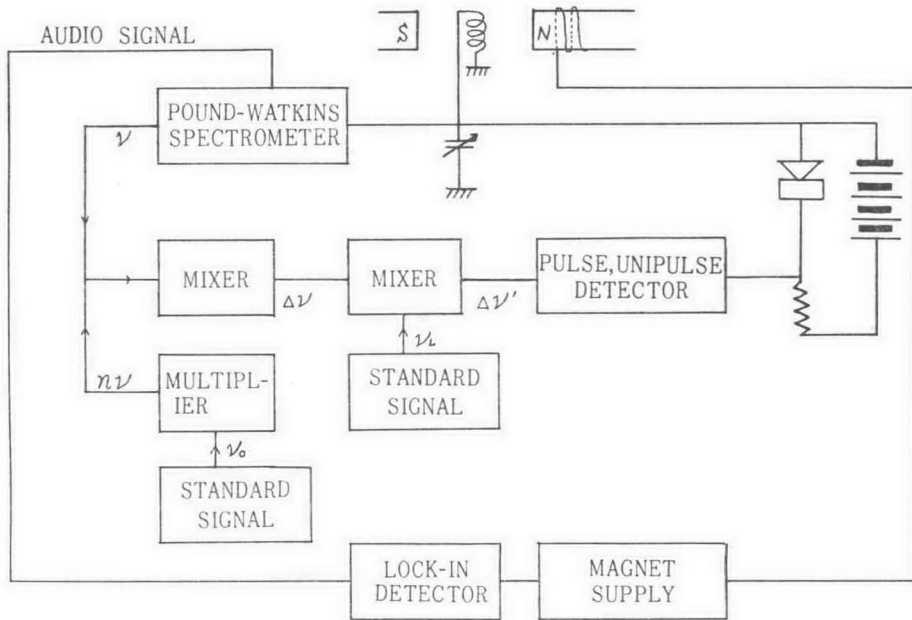 AUDIO SIGNAL
S
N
POUND-WATKINS
SPECTROMETER
ν
MIXER
Δν
MIXER
Δν'
PULSE, UNIPULSE
DETECTOR
nν
MULTIPL-
IER
ν₀
ν_L
STANDARD
SIGNAL
STANDARD
SIGNAL
LOCK-IN
DETECTOR
MAGNET
SUPPLY